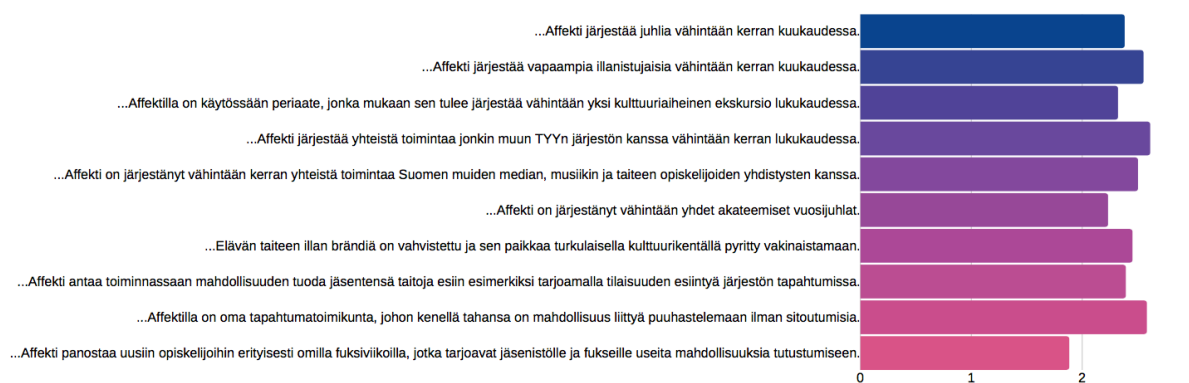 ...Affekti järjestää juhlia vähintään kerran kuukaudessa.
...Affekti järjestää vapaampia illanistujaisia vähintään kerran kuukaudessa.
...Affektilla on käytössään periaate, jonka mukaan sen tulee järjestää vähintään yksi kulttuuriaiheinen ekskursio lukukaudessa.
...Affekti järjestää yhteistä toimintaa jonkin muun TYYn järjestön kanssa vähintään kerran lukukaudessa.
...Affekti on järjestänyt vähintään kerran yhteistä toimintaa Suomen muiden median, musiikin ja taiteen opiskelijoiden yhdistysten kanssa.
...Affekti on järjestänyt vähintään yhdet akateemiset vuosijuhlat.
...Elävän taiteen illan brändiä on vahvistettu ja sen paikkaa turkulaisella kulttuurikentällä pyritty vakinaistamaan.
...Affekti antaa toiminnassaan mahdollisuuden tuoda jäsentensä taitoja esiin esimerkiksi tarjoamalla tilaisuuden esiintyä järjestön tapahtumissa.
...Affektilla on oma tapahtumatoimikunta, johon kenellä tahansa on mahdollisuus liittyä puuhastelemaan ilman sitoutumisia.
...Affekti panostaa uusiin opiskelijoihin erityisesti omilla fuksiviikoilla, jotka tarjoavat jäsenistölle ja fukseille useita mahdollisuuksia tutustumiseen.
0 1 2